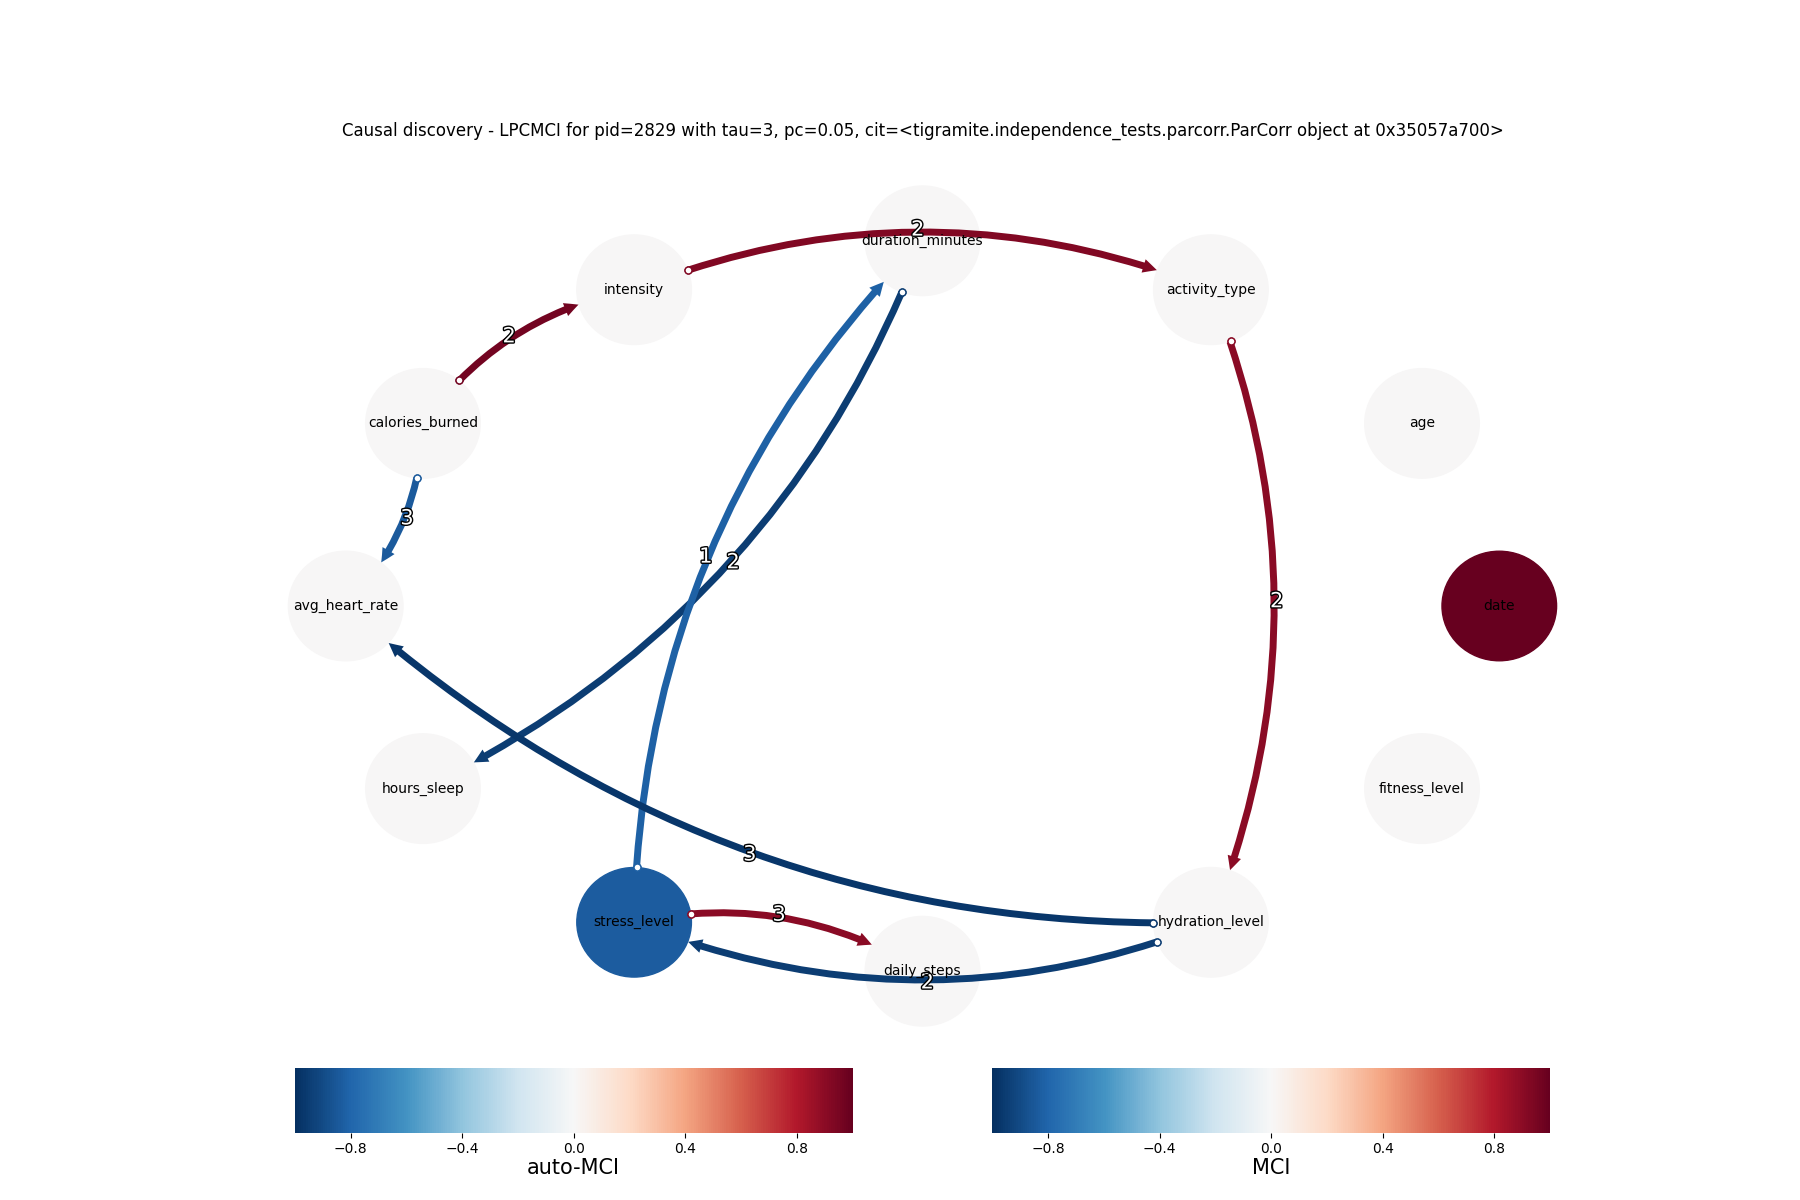 Causal discovery - LPCMCI for pid=2829 with tau=3, pc=0.05, cit=<tigramite.independence_tests.parcorr.ParCorr object at 0x35057a700>
2
duration_minutes
intensity
activity_type
2
calories_burned
age
3
1
2
avg_heart_rate
2
date
hours_sleep
fitness_level
3
stress_level
3
hydration_level
daily_steps
2
−0.8 −0.4 0.0 0.4 0.8
auto-MCI
−0.8 −0.4 0.0 0.4 0.8
MCI